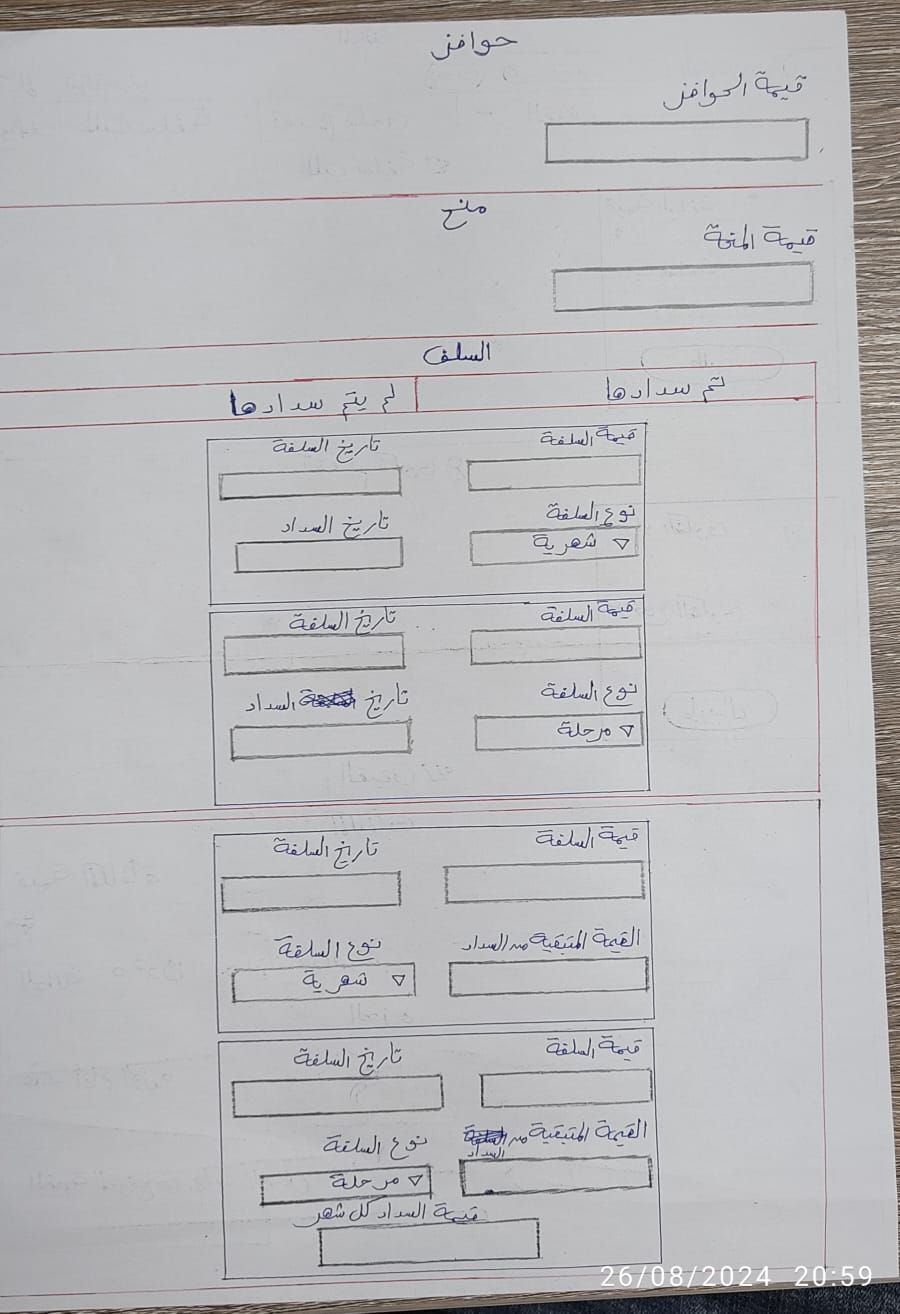 حوافز
قيمة الحوافز
منح
قيمة المنحة
السلف
تم سدادها
لم يتم سدادها
قيمة السلفة
تاريخ السلفة
نوع السلفة
تاريخ السداد
شهرية
قيمة السلفة
تاريخ السلفة
نوع السلفة
تاريخ السداد
مرحلة
قيمة السلفة
تاريخ السلفة
القيمة المتبقية من السداد
نوع السلفة
شهرية
قيمة السلفة
تاريخ السلفة
القيمة المتبقية من السداد
نوع السلفة
مرحلة
قيمة السداد كل شهر
26/08/2024 20:59